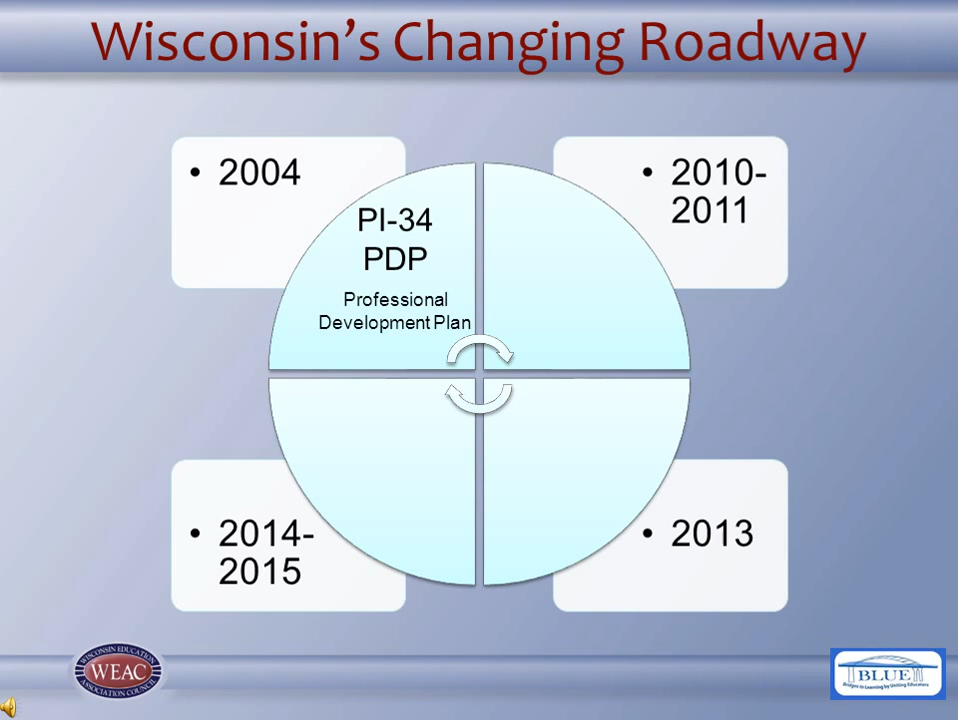 Wisconsin’s Changing Roadway
• 2004
• 2010-
2011
PI-34
PDP
Professional
Development Plan
• 2014-
2015
• 2013
WISCONSIN EDUCATION
WEAC
ASSOCIATION COUNCIL
BLUE
Bridges to Learning by Uniting Educators